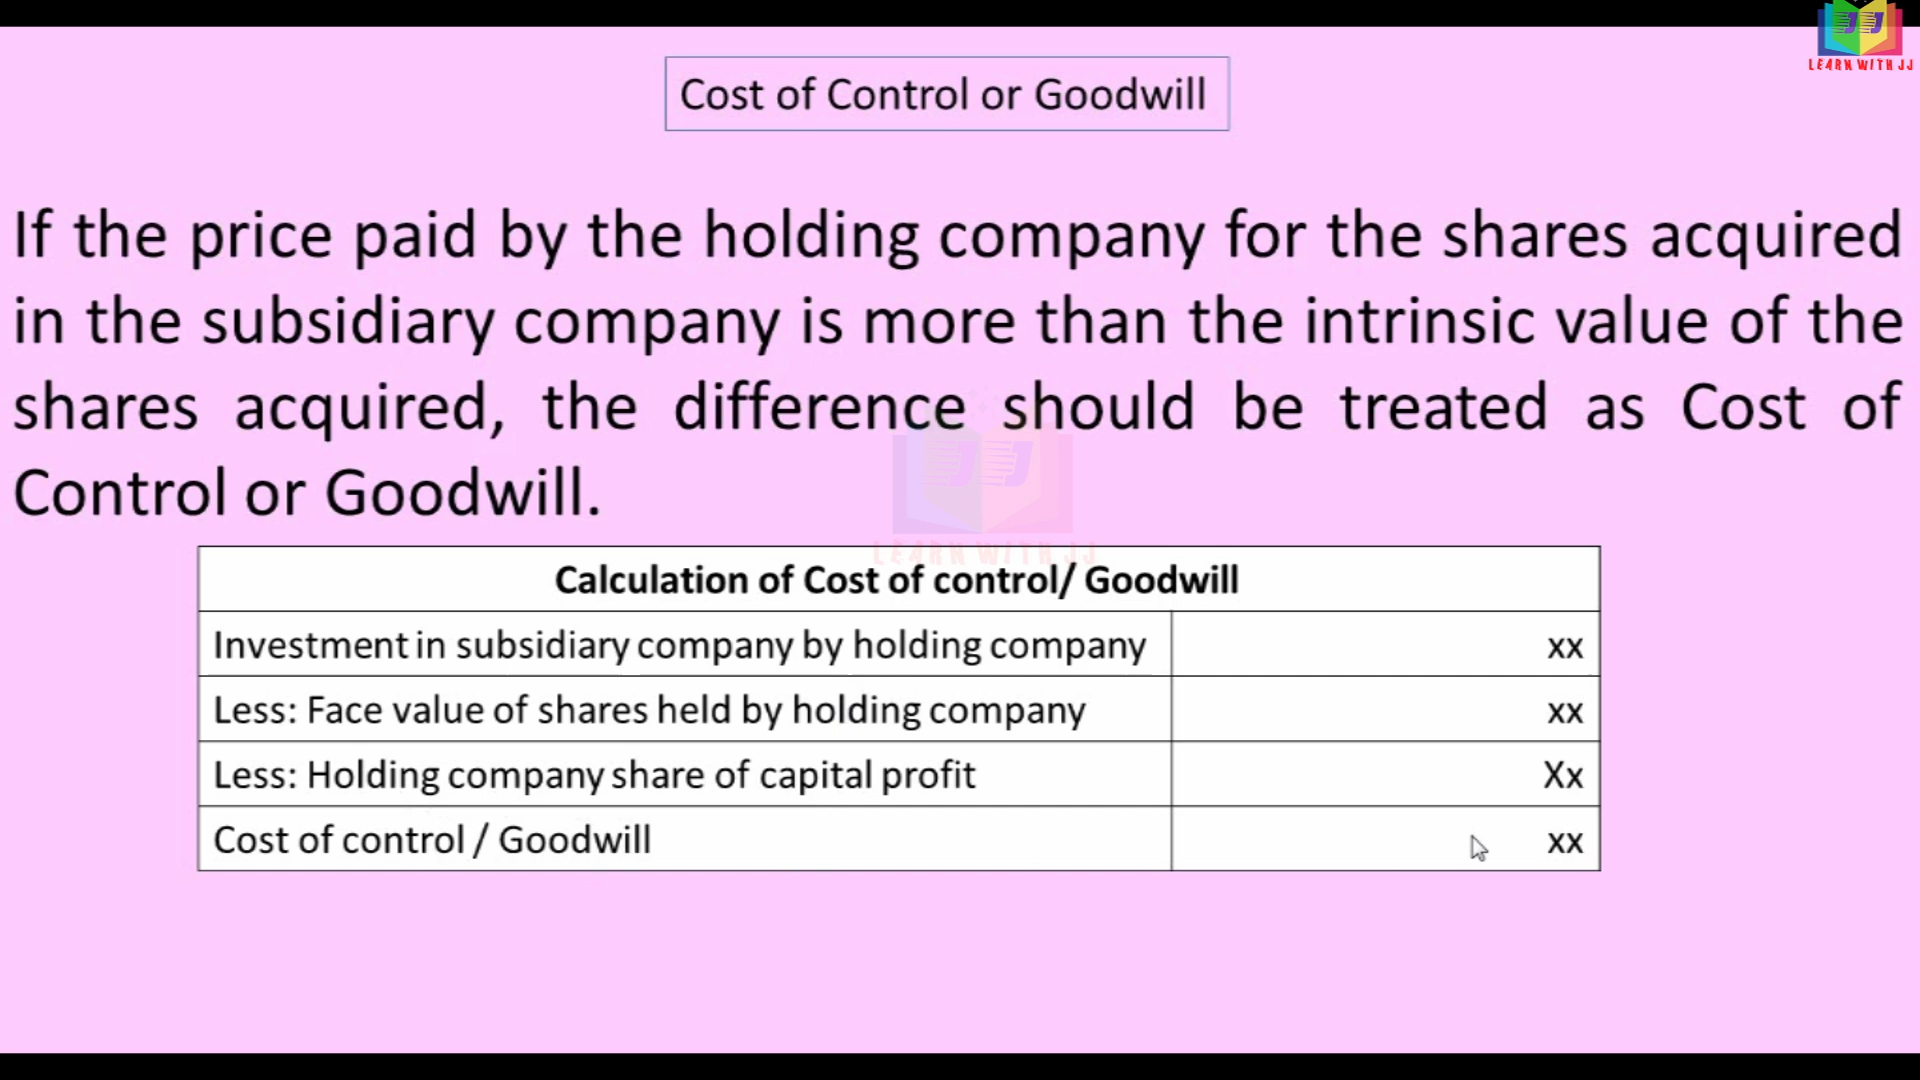 LEARN WITH JJ
Cost of Control or Goodwill
If the price paid by the holding company for the shares acquired
in the subsidiary company is more than the intrinsic value of the
shares acquired, the difference should be treated as Cost of
Control or Goodwill.
LEARN WITH JJ
Calculation of Cost of control/ Goodwill
Investment in subsidiary company by holding company xx
Less: Face value of shares held by holding company xx
Less: Holding company share of capital profit Xx
Cost of control / Goodwill xx